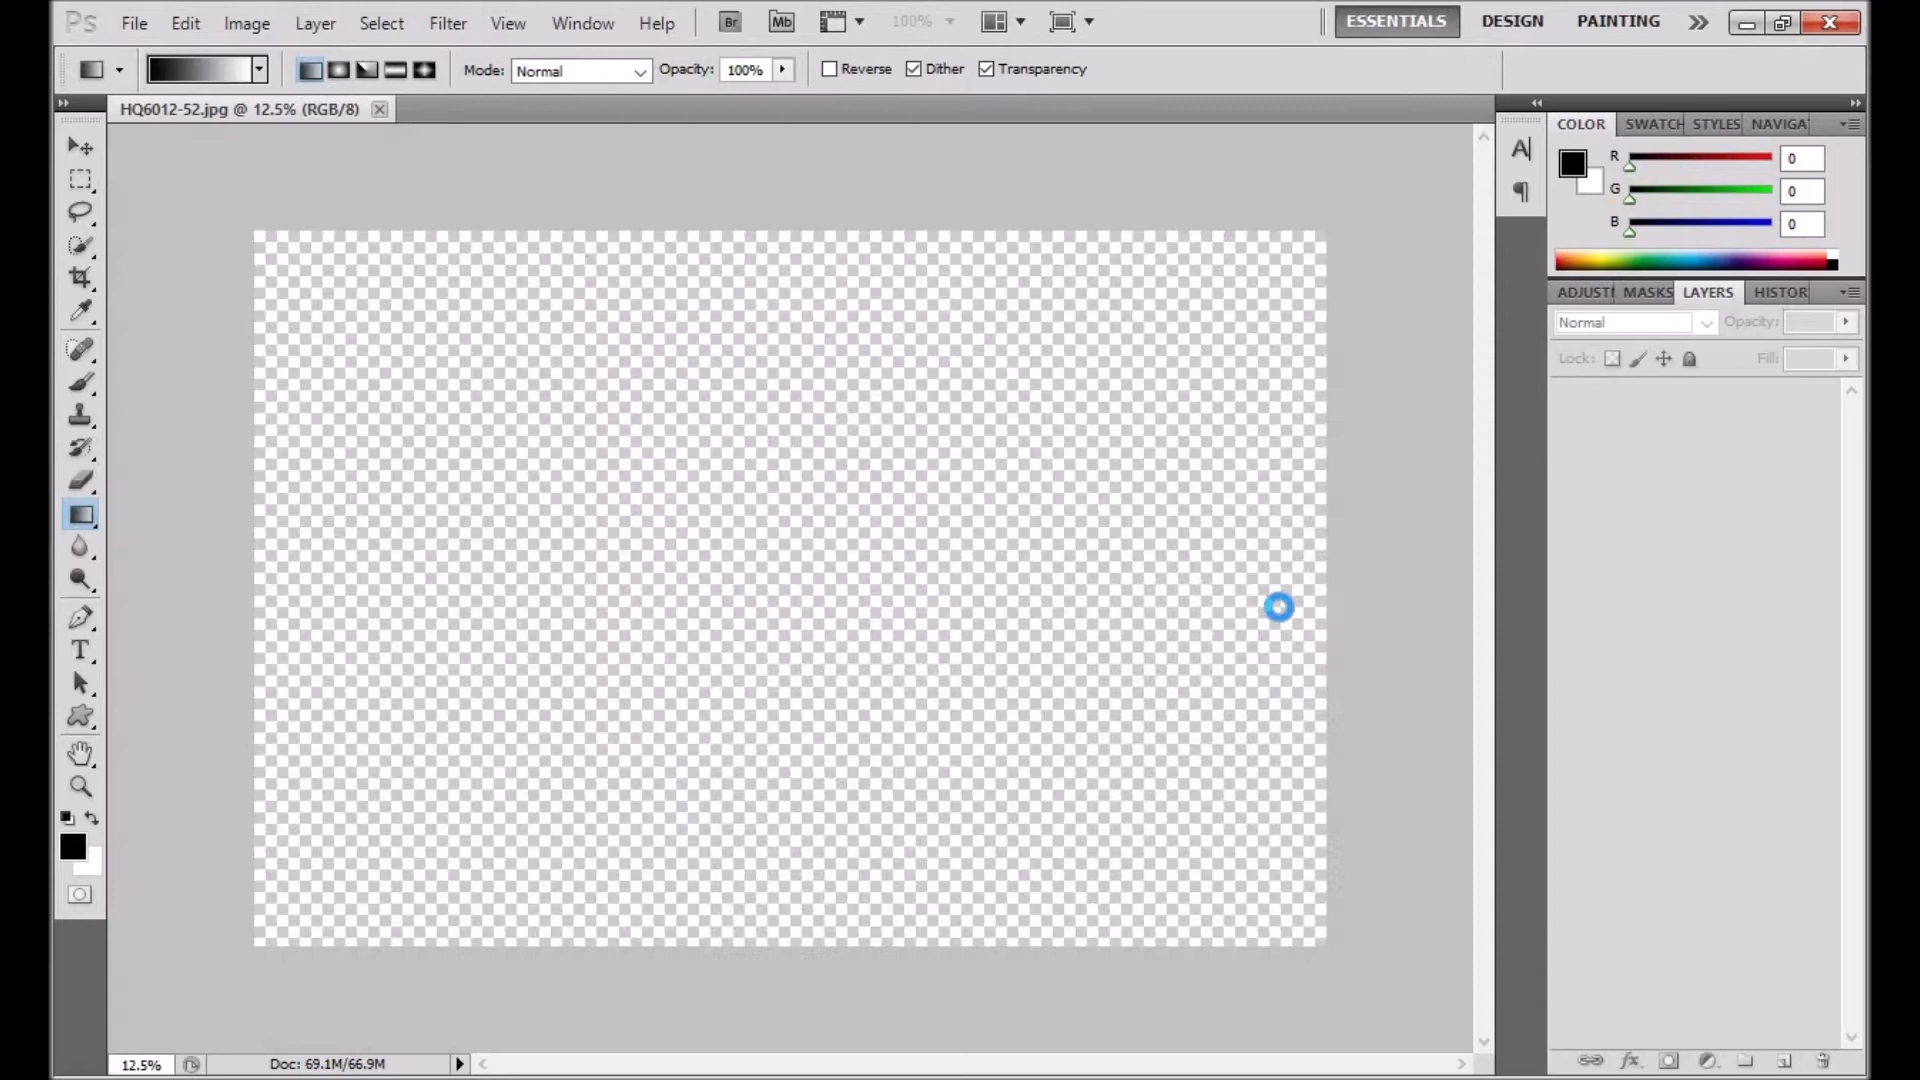 Ps File Edit Image Layer Select Filter View Window Help Br Mb 100% ESSENTIALS DESIGN PAINTING
Mode: Normal Opacity: 100% Reverse Dither Transparency
HQ6012-52.jpg @ 12.5% (RGB/8)
COLOR SWATCH STYLES NAVIGA
R 0
G 0
B 0
ADJUSTI MASKS LAYERS HISTOR
Normal Opacity:
Lock: Fill:
12.5% Doc: 69.1M/66.9M